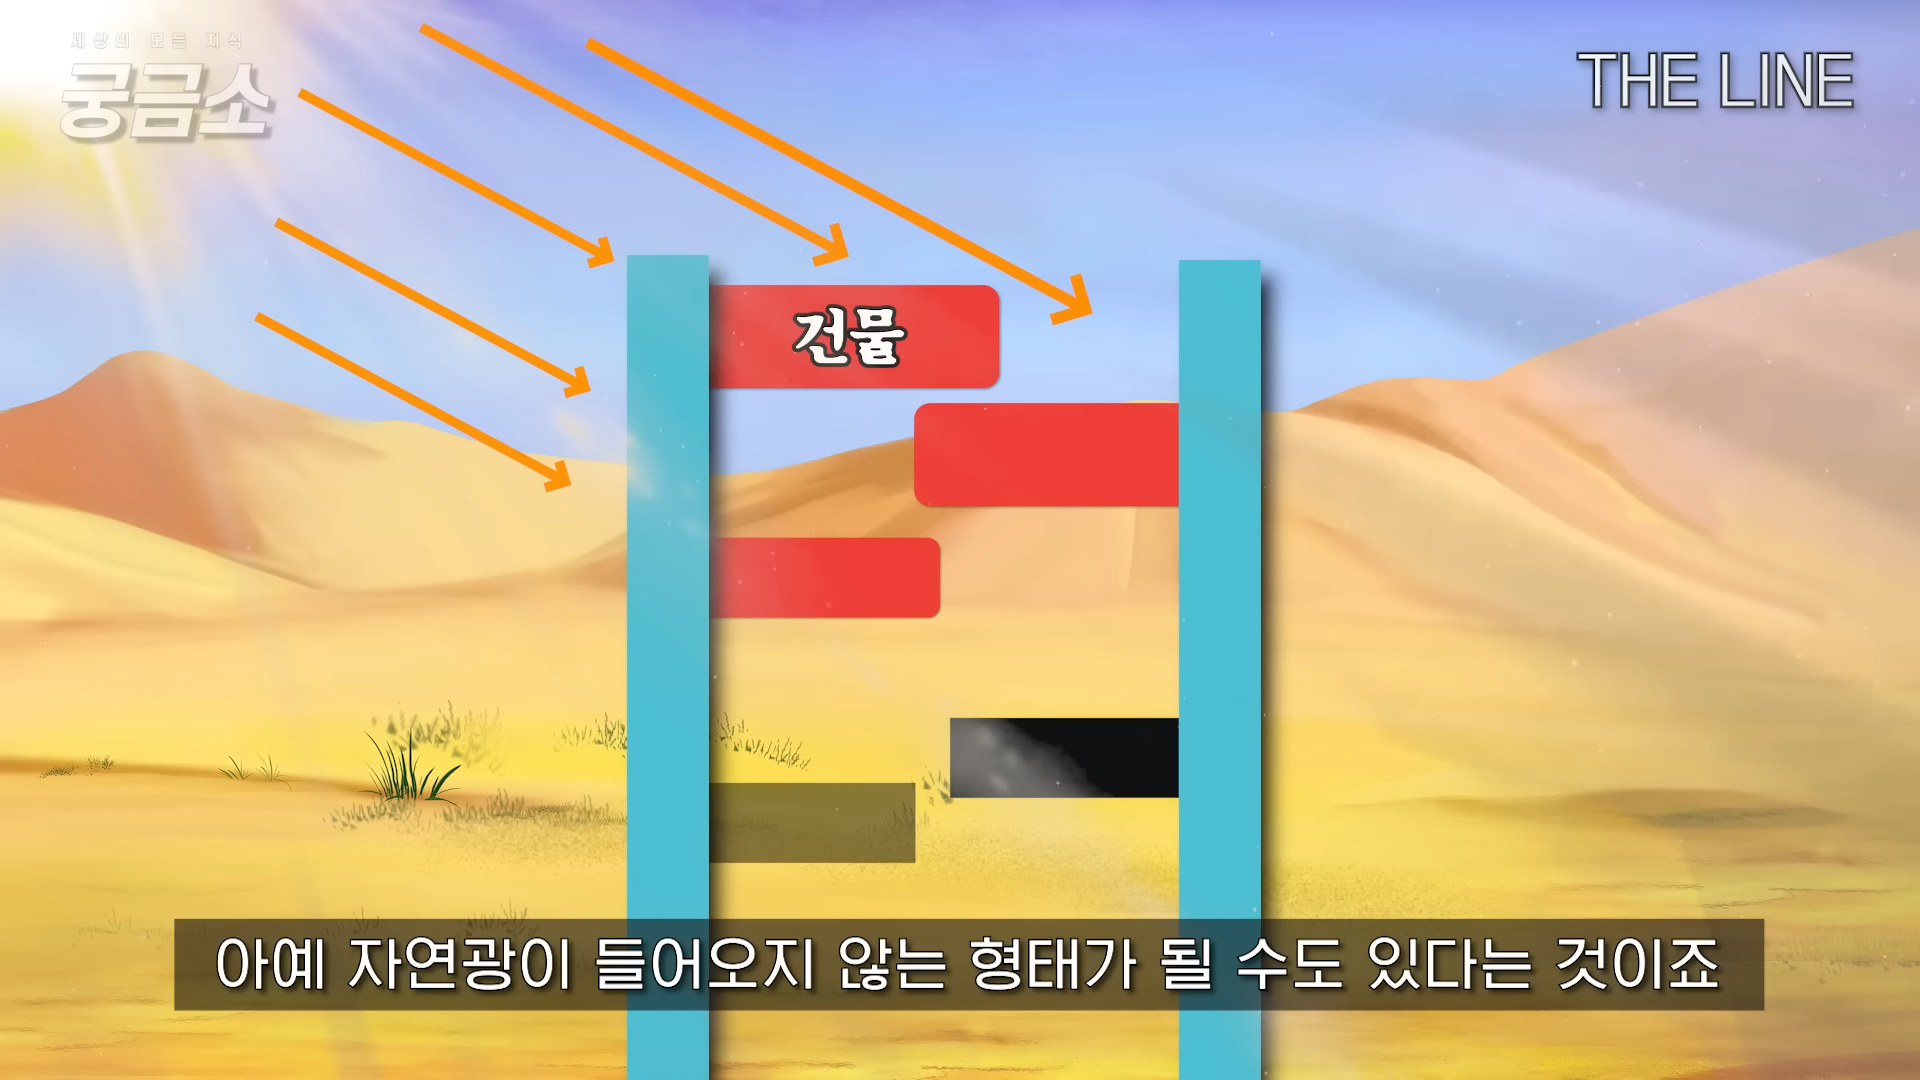 세상의 모든 지식
궁금소
THE LINE
건물
아예 자연광이 들어오지 않는 형태가 될 수도 있다는 것이죠